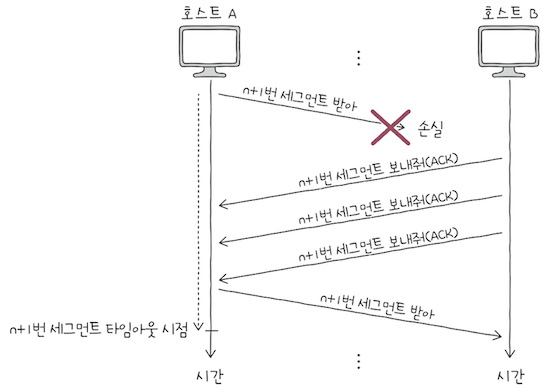 호스트 A
호스트 B
n+1번 세그먼트 받아
손실
n+1번 세그먼트 보내줘(ACK)
n+1번 세그먼트 보내줘(ACK)
n+1번 세그먼트 보내줘(ACK)
n+1번 세그먼트 받아
n+1번 세그먼트 타임아웃 시점
시간
시간